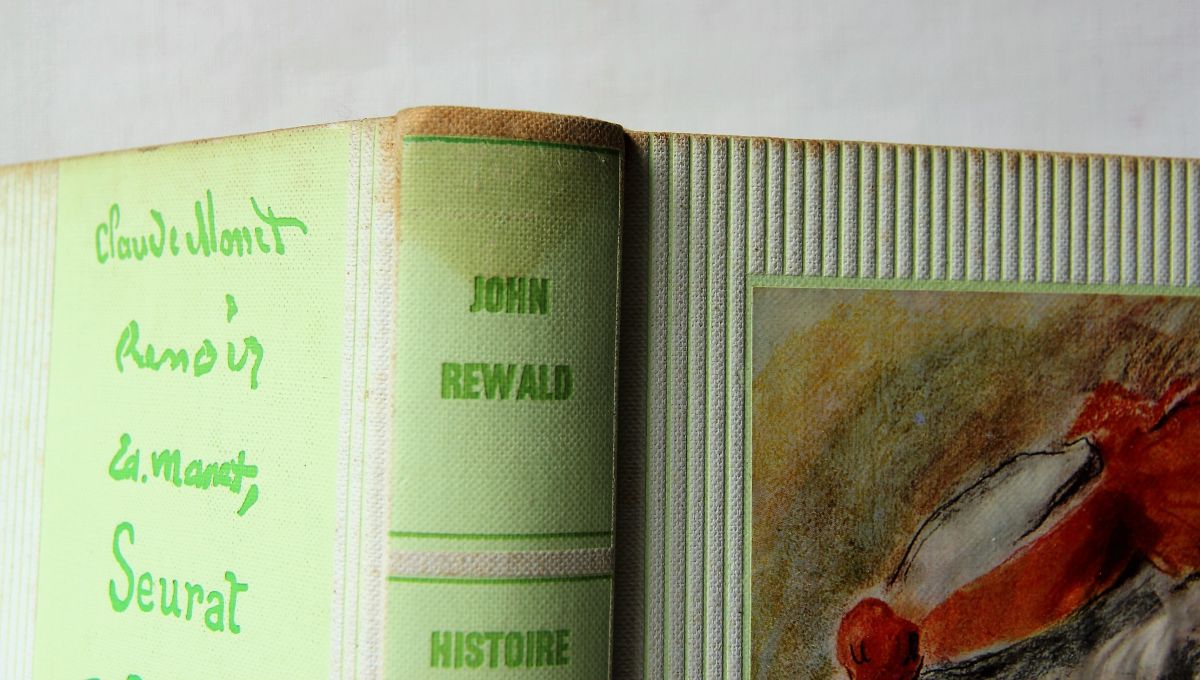 Claude Monet
Renoir
Ed. Manet,
Seurat
JOHN
REWALD
HISTOIRE